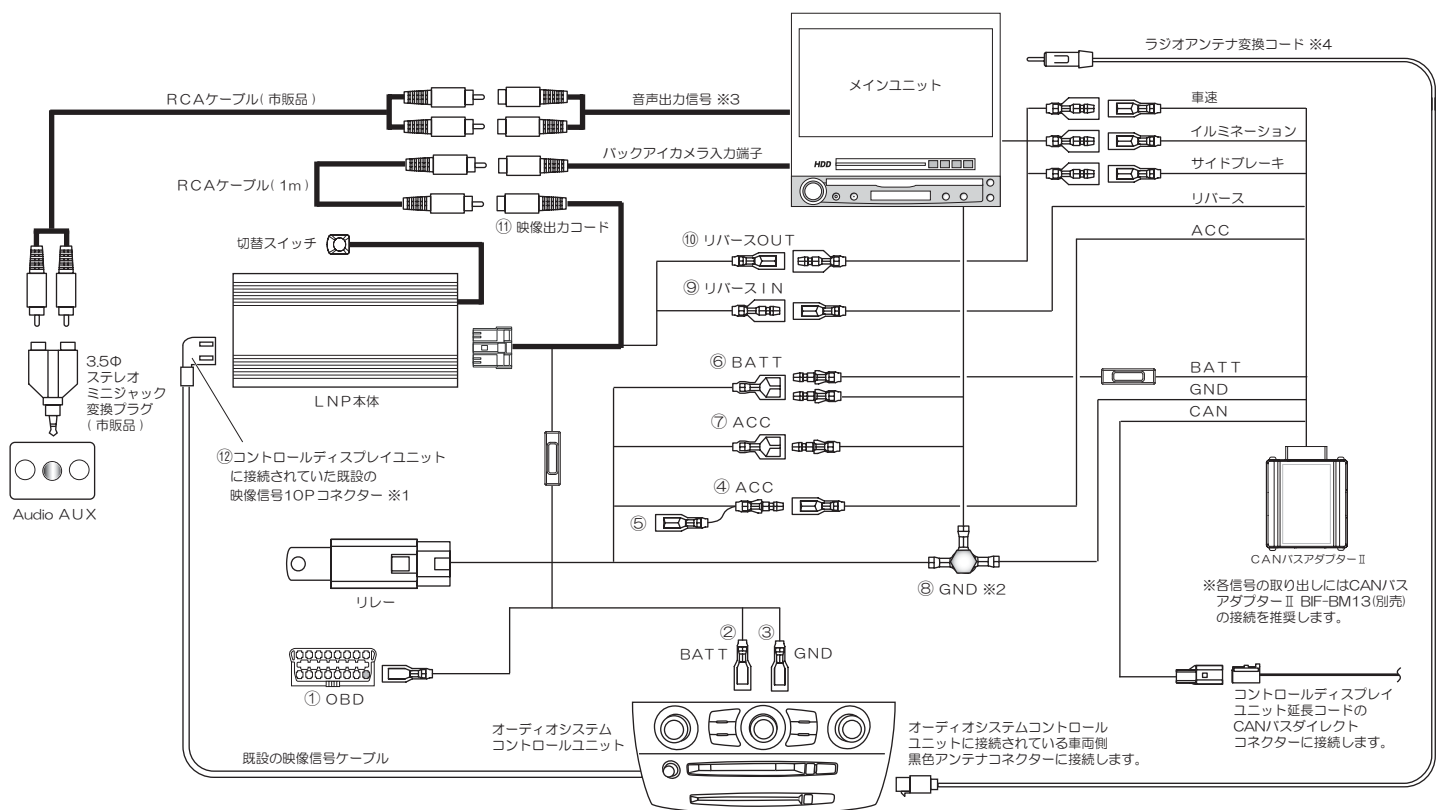 ラジオアンテナ変換コード ※4
メインユニット
HDD
RCAケーブル(市販品)
音声出力信号 ※3
車速
イルミネーション
バックアイカメラ入力端子
サイドブレーキ
RCAケーブル(1m)
リバース
⑪ 映像出力コード
切替スイッチ
⑩ リバースOUT
ACC
⑨ リバースIN
3.5Φ
ステレオ
ミニジャック
変換プラグ
(市販品)
LNP本体
⑥ BATT
BATT
GND
⑦ ACC
CAN
⑫コントロールディスプレイユニット
に接続されていた既設の
映像信号10Pコネクター ※1
④ ACC
⑤
Audio AUX
CANバスアダプターⅡ
リレー
⑧ GND ※2
※各信号の取り出しにはCANバス
アダプターⅡ BIF-BM13(別売)
の接続を推奨します。
②
BATT
③
GND
① OBD
オーディオシステム
コントロールユニット
オーディオシステムコントロール
ユニットに接続されている車両側
黒色アンテナコネクターに接続します。
コントロールディスプレイ
ユニット延長コードの
CANバスダイレクト
コネクターに接続します。
既設の映像信号ケーブル